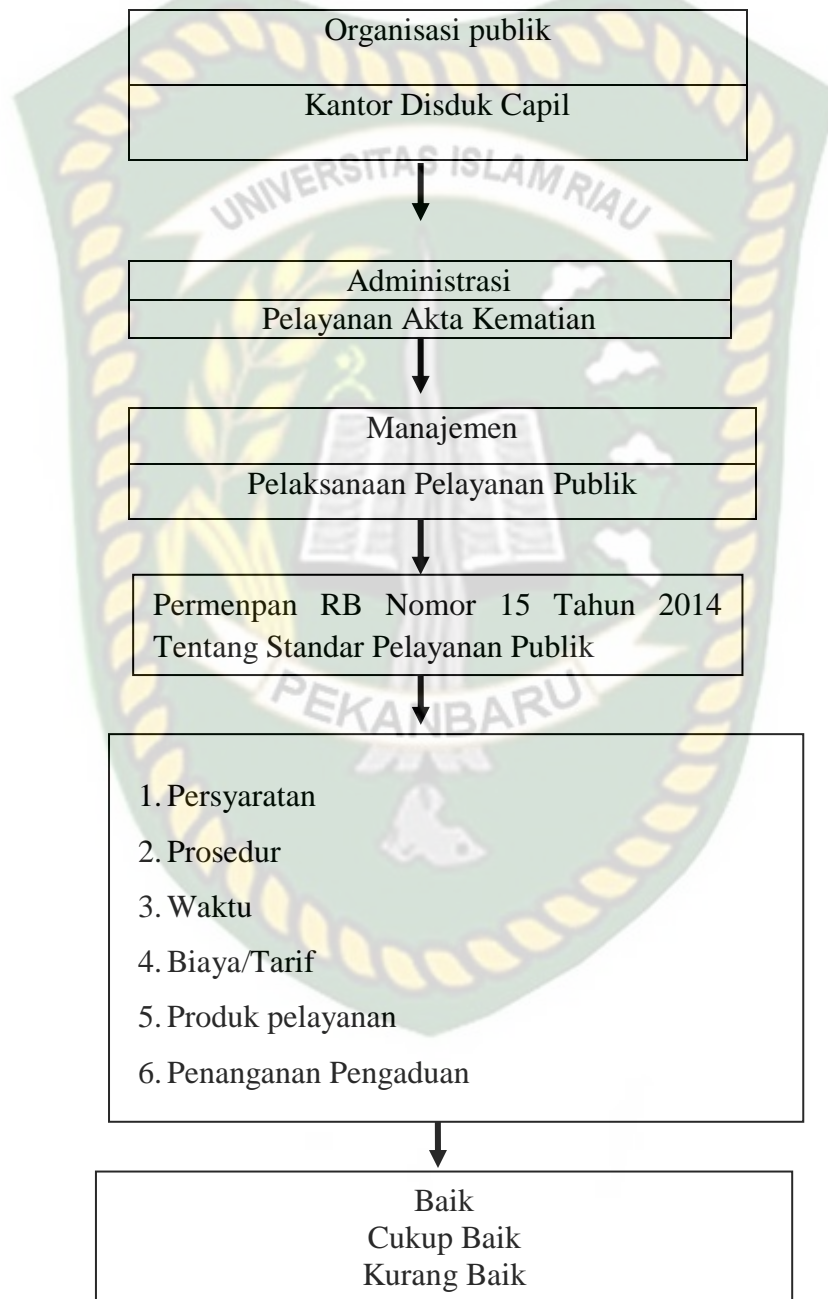 Organisasi publik
Kantor Disduk Capil
UNIVERSITAS ISLAM RIAU
Administrasi
Pelayanan Akta Kematian
Manajemen
Pelaksanaan Pelayanan Publik
Permenpan RB Nomor 15 Tahun 2014
Tentang Standar Pelayanan Publik
PEKANBARU
1. Persyaratan
2. Prosedur
3. Waktu
4. Biaya/Tarif
5. Produk pelayanan
6. Penanganan Pengaduan
Baik
Cukup Baik
Kurang Baik